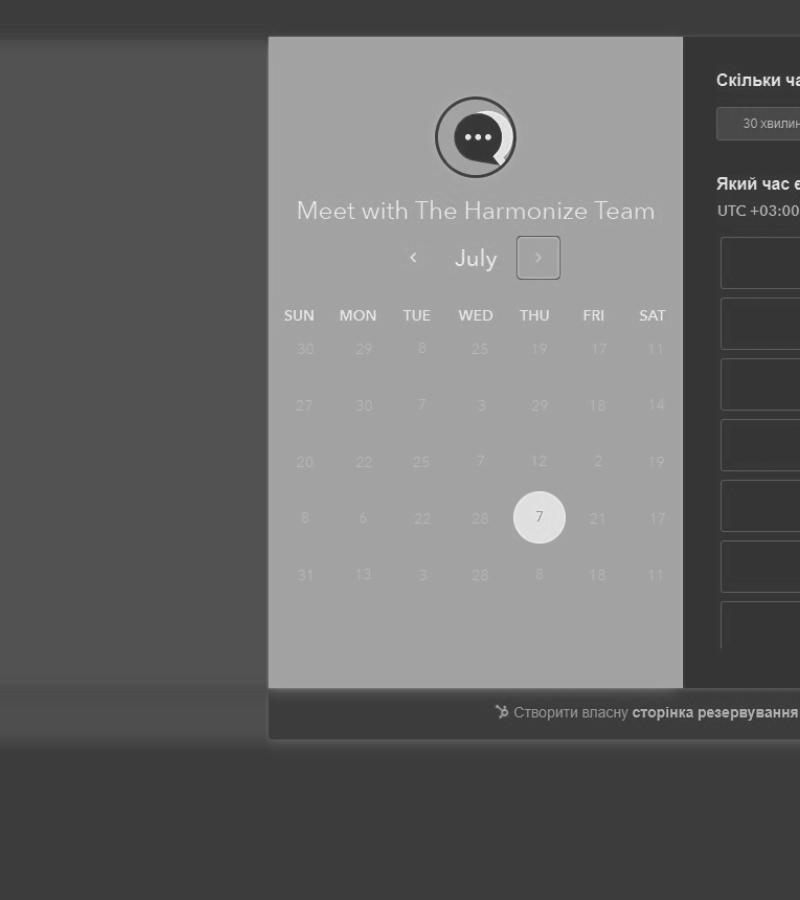 Meet with The Harmonize Team
July
SUN MON TUE WED THU FRI SAT
30 29 8 25 19 17 11
27 30 7 3 29 18 14
20 22 25 7 12 2 19
8 6 22 28 7 21 17
31 13 3 28 8 18 11
Скільки ча
30 хвилин
Який час є
UTC +03:00
Створити власну сторінка резервування